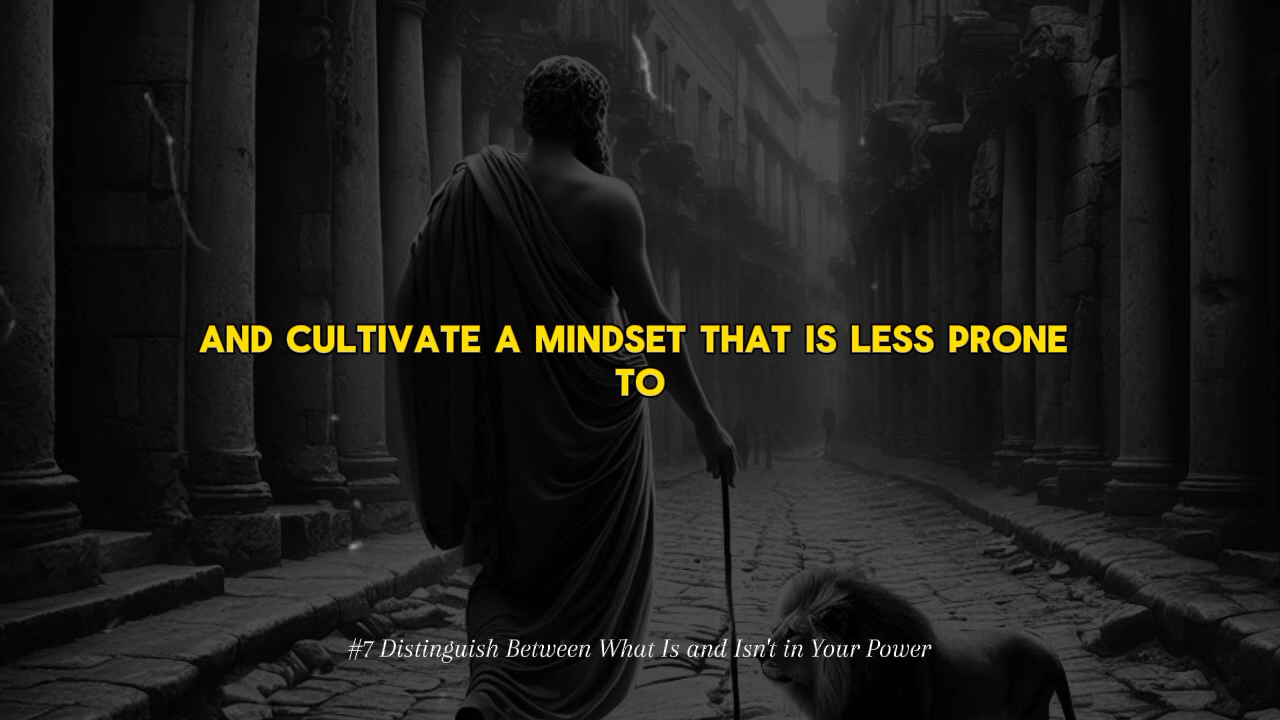 AND CULTIVATE A MINDSET THAT IS LESS PRONE
TO
#7 Distinguish Between What Is and Isn't in Your Power